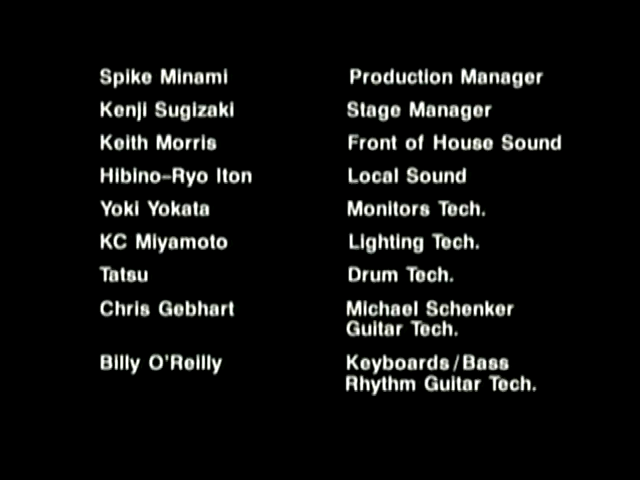 Spike Minami Production Manager
Kenji Sugizaki Stage Manager
Keith Morris Front of House Sound
Hibino-Ryo Iton Local Sound
Yoki Yokata Monitors Tech.
KC Miyamoto Lighting Tech.
Tatsu Drum Tech.
Chris Gebhart Michael Schenker
Guitar Tech.
Billy O'Reilly Keyboards/Bass
Rhythm Guitar Tech.